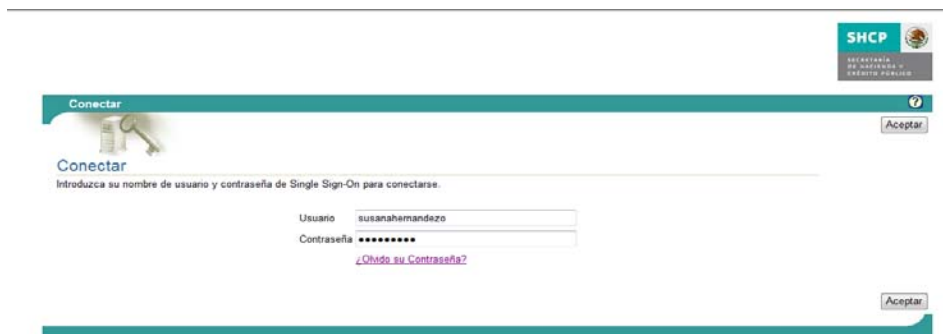 SHCP
SECRETARÍA
DE HACIENDA Y
CRÉDITO PÚBLICO
Conectar
?
Aceptar
Conectar
Introduzca su nombre de usuario y contraseña de Single Sign-On para conectarse.
Usuario susanahernandezo
Contraseña •••••••••
¿Olvido su Contraseña?
Aceptar